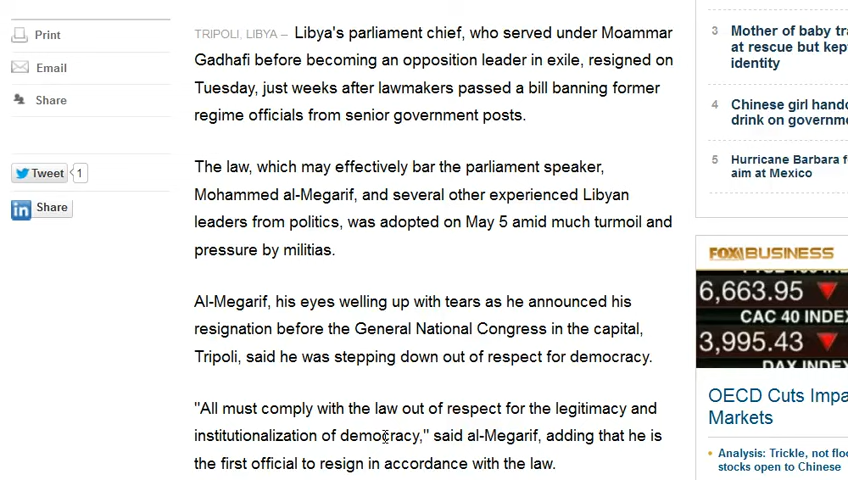 Print
Email
Share
Tweet
1
Share
TRIPOLI, LIBYA – Libya's parliament chief, who served under Moammar
Gadhafi before becoming an opposition leader in exile, resigned on
Tuesday, just weeks after lawmakers passed a bill banning former
regime officials from senior government posts.
The law, which may effectively bar the parliament speaker,
Mohammed al-Megarif, and several other experienced Libyan
leaders from politics, was adopted on May 5 amid much turmoil and
pressure by militias.
Al-Megarif, his eyes welling up with tears as he announced his
resignation before the General National Congress in the capital,
Tripoli, said he was stepping down out of respect for democracy.
"All must comply with the law out of respect for the legitimacy and
institutionalization of democracy," said al-Megarif, adding that he is
the first official to resign in accordance with the law.
3 Mother of baby
at rescue but kept
identity
4 Chinese girl
drink on
5 Hurricane Barbara
aim at Mexico
FOX BUSINESS
6,663.95
CAC 40 INDEX
3,995.43
DAX INDEX
OECD Cuts
Markets
Analysis: Trickle, not
stocks open to Chinese